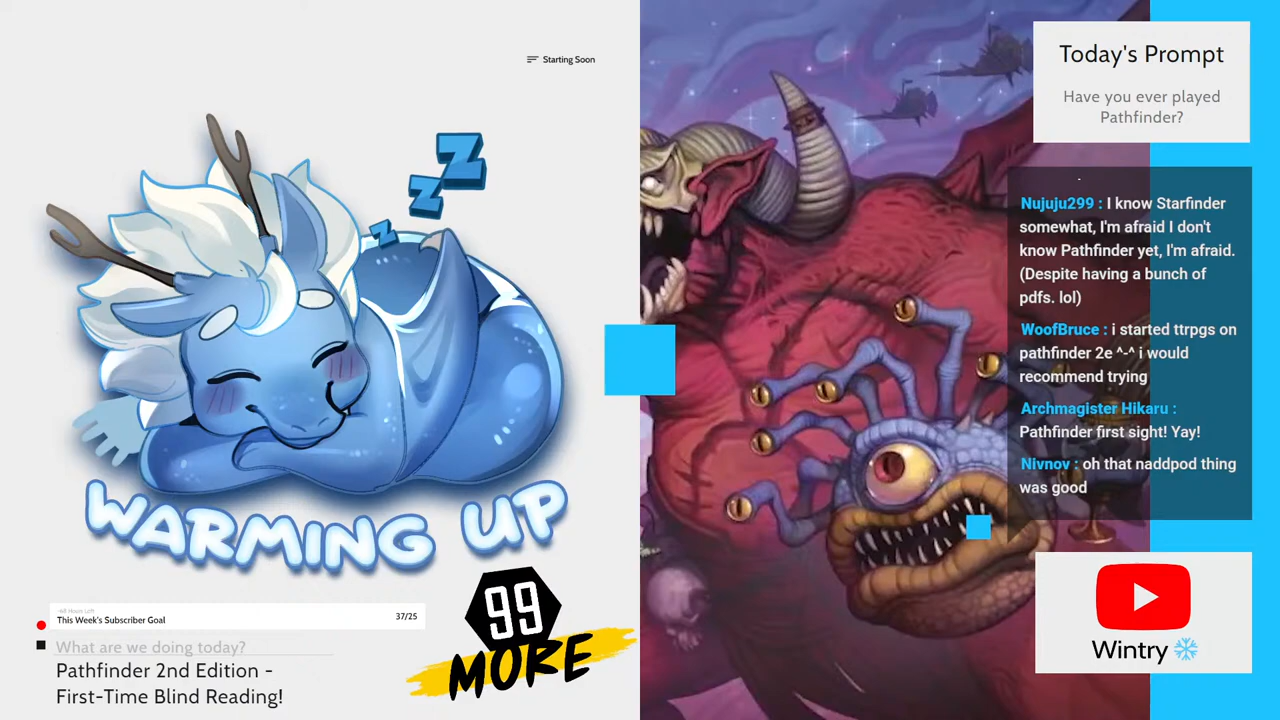 Starting Soon
Z
Z
Z
WARMING UP
99
MORE
This Week's Subscriber Goal
37/25
What are we doing today?
Pathfinder 2nd Edition -
First-Time Blind Reading!
Today's Prompt
Have you ever played
Pathfinder?
Nujuju299 : I know Starfinder
somewhat, I'm afraid I don't
know Pathfinder yet, I'm afraid.
(Despite having a bunch of
pdfs. lol)
WoofBruce : i started ttrpgs on
pathfinder 2e ^-^ i would
recommend trying
Archmagister Hikaru :
Pathfinder first sight! Yay!
Nivnov : oh that naddpod thing
was good
Wintry ❄️